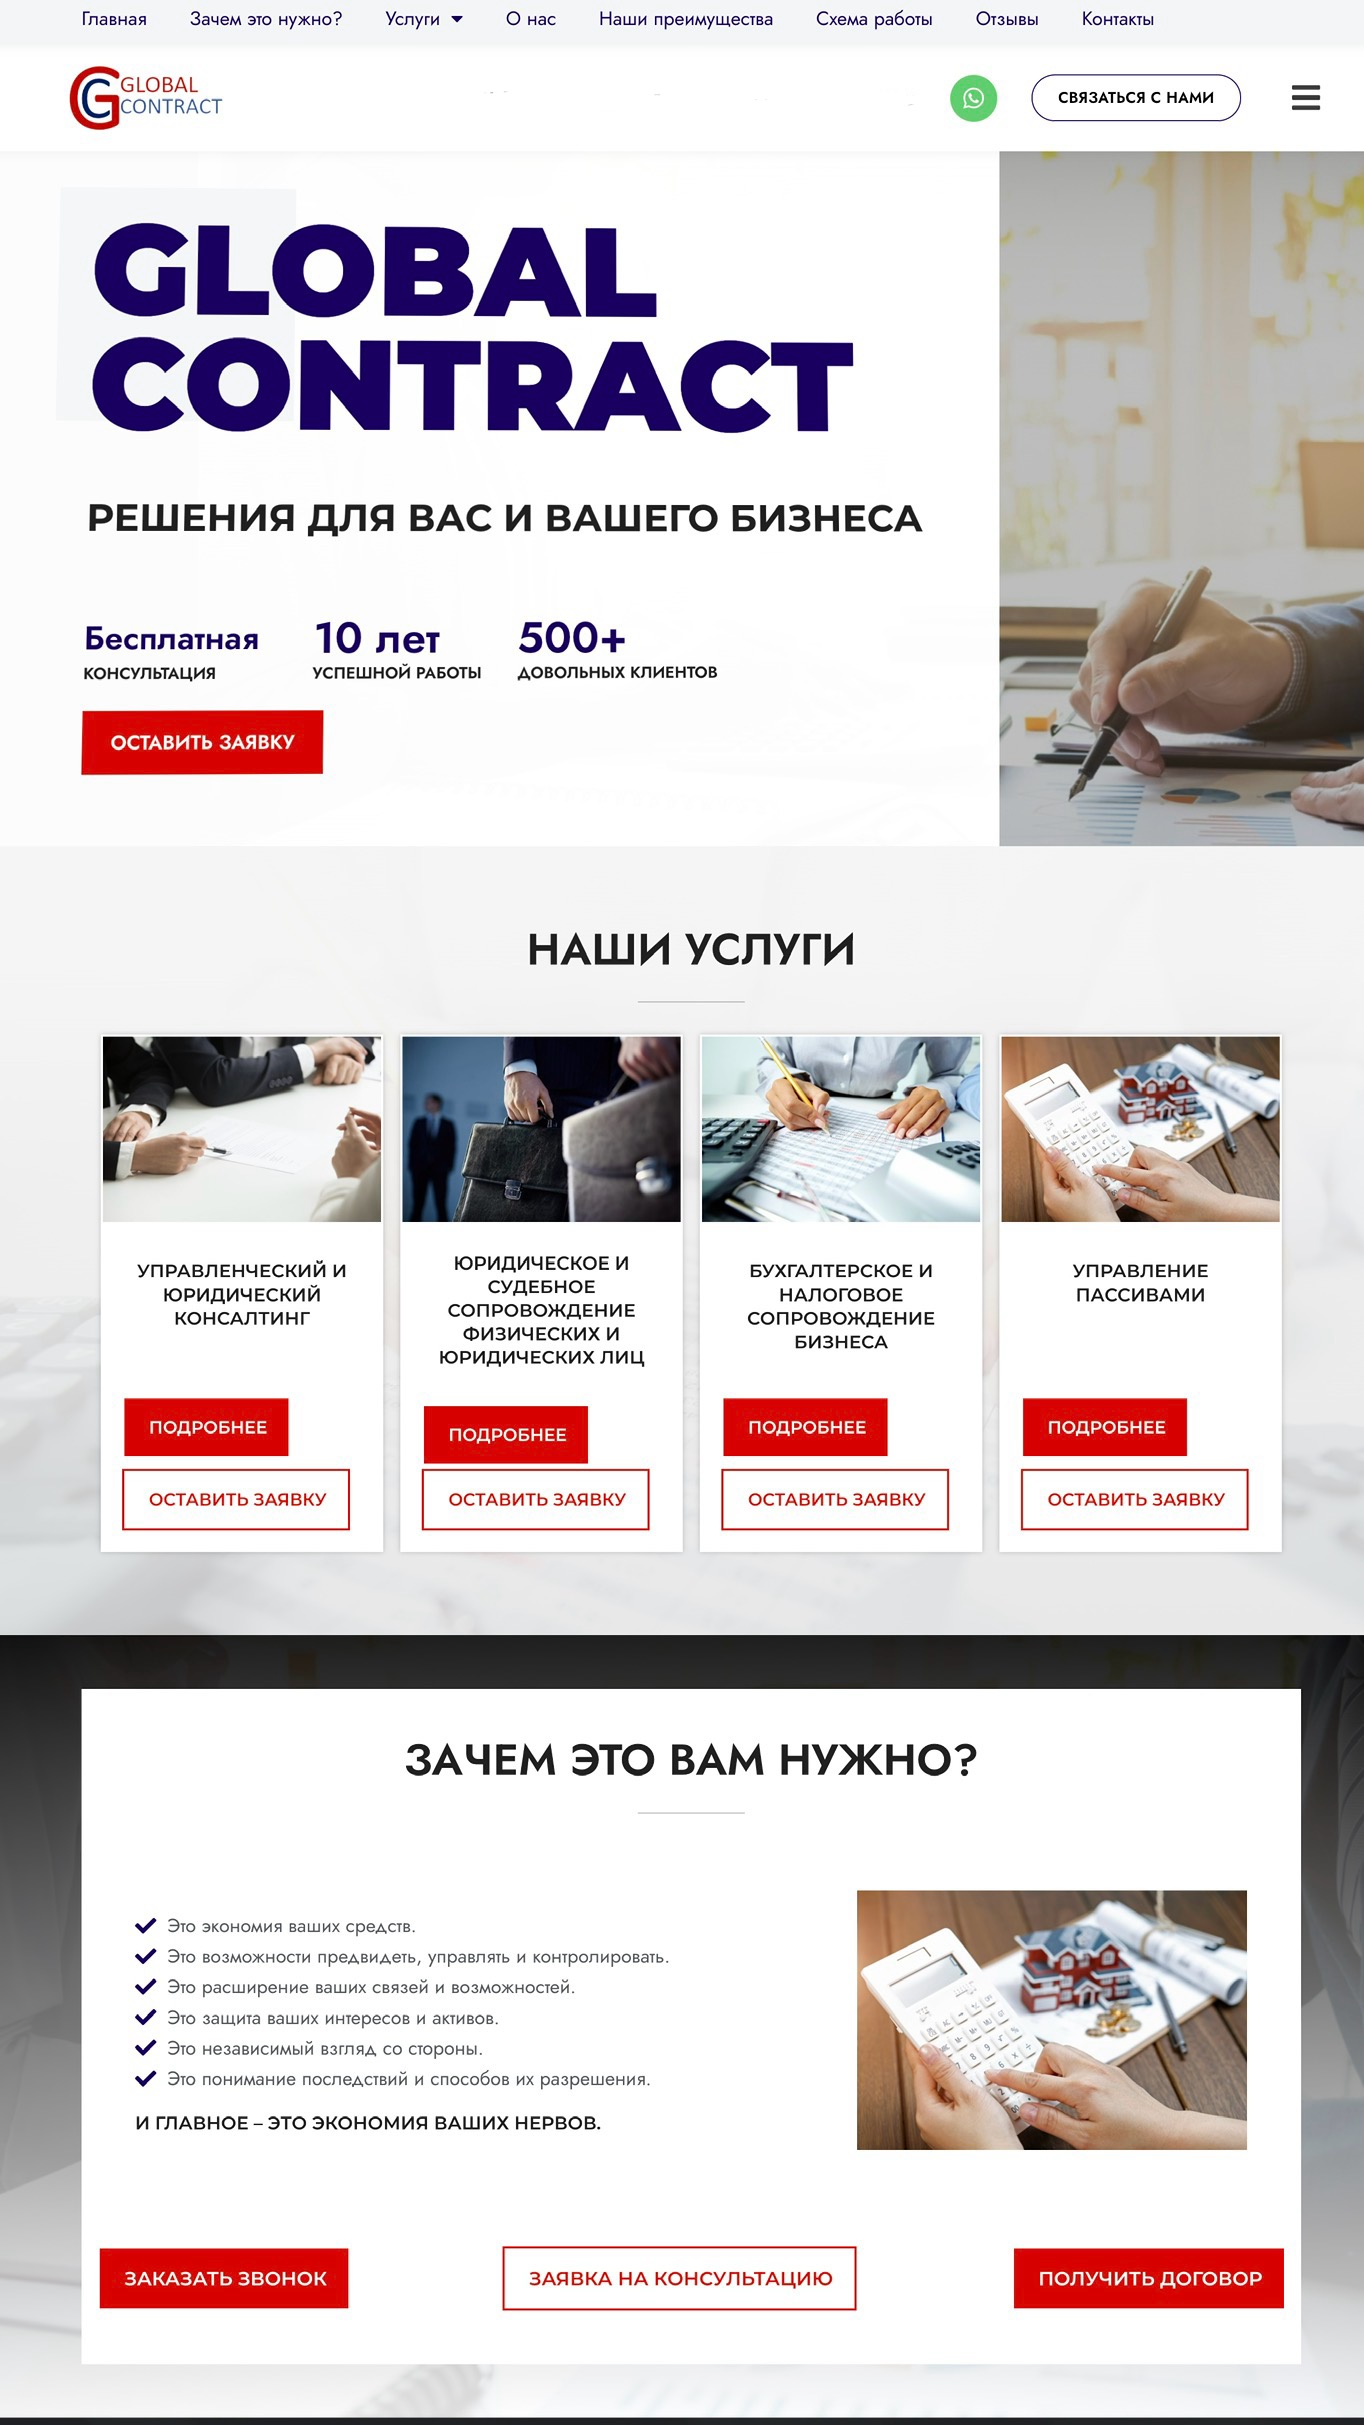 Главная Зачем это нужно? Услуги О нас Наши преимущества Схема работы Отзывы Контакты
GLOBAL
CONTRACT
СВЯЗАТЬСЯ С НАМИ
GLOBAL
CONTRACT
РЕШЕНИЯ ДЛЯ ВАС И ВАШЕГО БИЗНЕСА
Бесплатная
КОНСУЛЬТАЦИЯ
10 лет
УСПЕШНОЙ РАБОТЫ
500+
ДОВОЛЬНЫХ КЛИЕНТОВ
ОСТАВИТЬ ЗАЯВКУ
НАШИ УСЛУГИ
УПРАВЛЕНЧЕСКИЙ И
ЮРИДИЧЕСКИЙ
КОНСАЛТИНГ
ПОДРОБНЕЕ
ОСТАВИТЬ ЗАЯВКУ
ЮРИДИЧЕСКОЕ И
СУДЕБНОЕ
СОПРОВОЖДЕНИЕ
ФИЗИЧЕСКИХ И
ЮРИДИЧЕСКИХ ЛИЦ
ПОДРОБНЕЕ
ОСТАВИТЬ ЗАЯВКУ
БУХГАЛТЕРСКОЕ И
НАЛОГОВОЕ
СОПРОВОЖДЕНИЕ
БИЗНЕСА
ПОДРОБНЕЕ
ОСТАВИТЬ ЗАЯВКУ
УПРАВЛЕНИЕ
ПАССИВАМИ
ПОДРОБНЕЕ
ОСТАВИТЬ ЗАЯВКУ
ЗАЧЕМ ЭТО ВАМ НУЖНО?
Это экономия ваших средств.
Это возможности предвидеть, управлять и контролировать.
Это расширение ваших связей и возможностей.
Это защита ваших интересов и активов.
Это независимый взгляд со стороны.
Это понимание последствий и способов их разрешения.
И ГЛАВНОЕ – ЭТО ЭКОНОМИЯ ВАШИХ НЕРВОВ.
ЗАКАЗАТЬ ЗВОНОК
ЗАЯВКА НА КОНСУЛЬТАЦИЮ
ПОЛУЧИТЬ ДОГОВОР